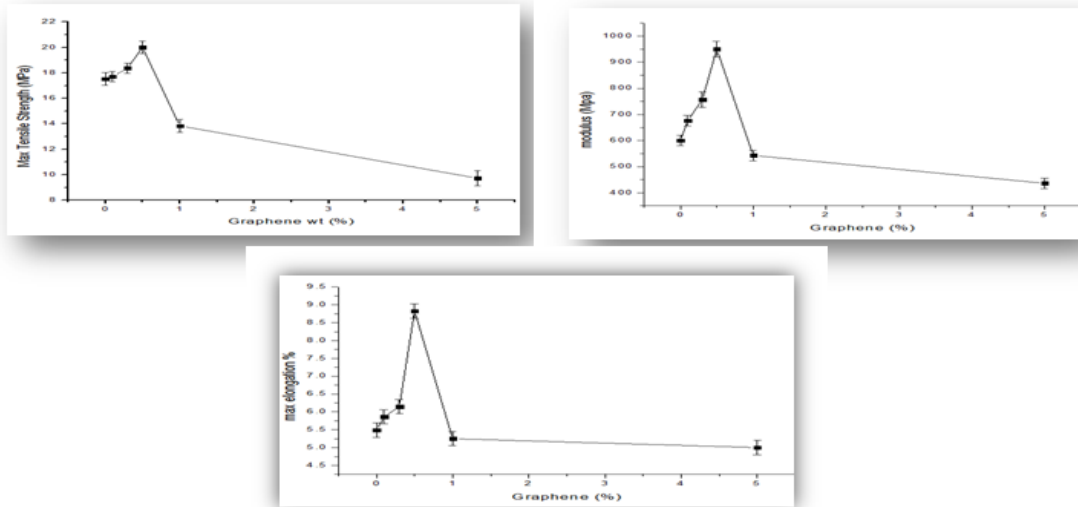 Max Tensile Strength (MPa)
20
18
16
14
12
10
8
0 1 2 3 4 5
Graphene wt (%)
modulus (Mpa)
1000
900
800
700
600
500
400
0 1 2 3 4 5
Graphene (%)
max elongation %
9.5
9.0
8.5
8.0
7.5
7.0
6.5
6.0
5.5
5.0
4.5
0 1 2 3 4 5
Graphene (%)